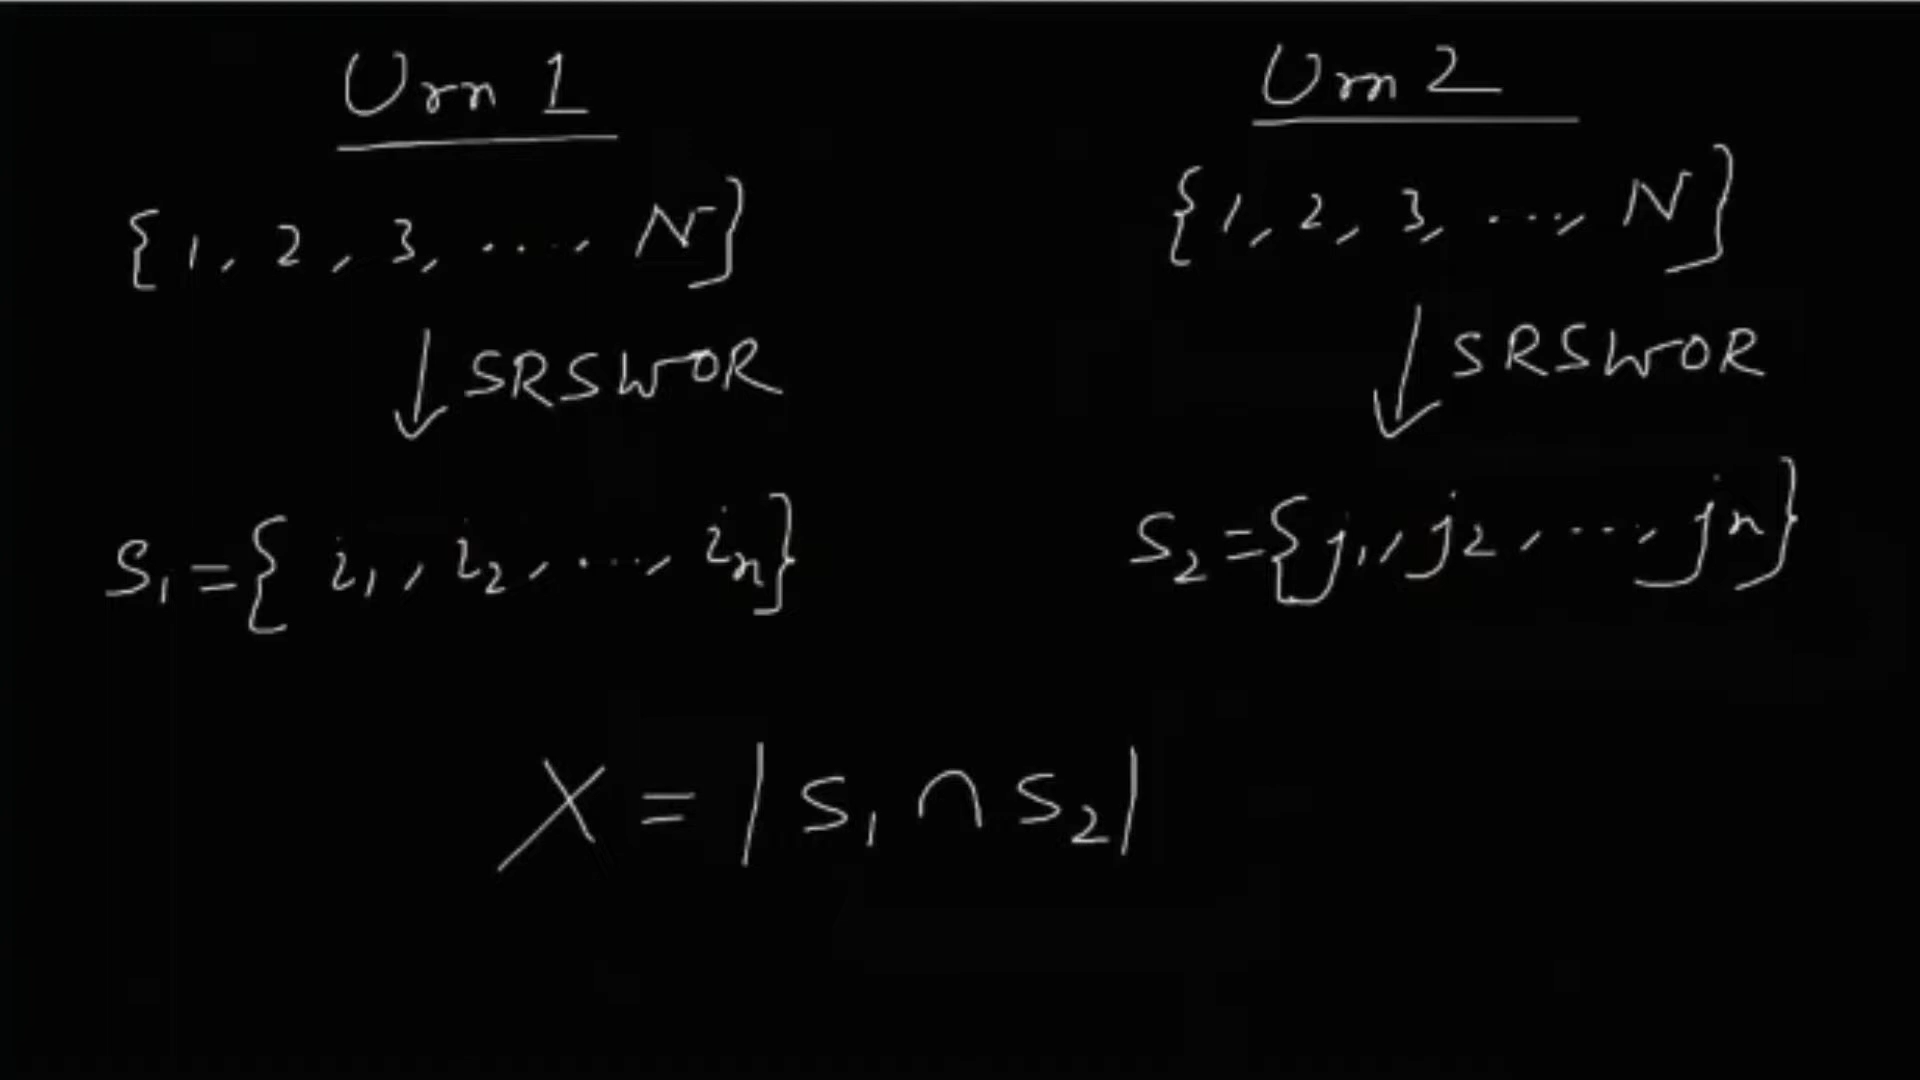 Urn 1
Urn 2
{1, 2, 3, ..., N}
{1, 2, 3, ..., N}
↓ SRSWOR
↓ SRSWOR
S₁ = { i₁, i₂, ..., iₙ}
S₂ = {j₁, j₂, ..., jₙ}
X = |S₁ ∩ S₂|